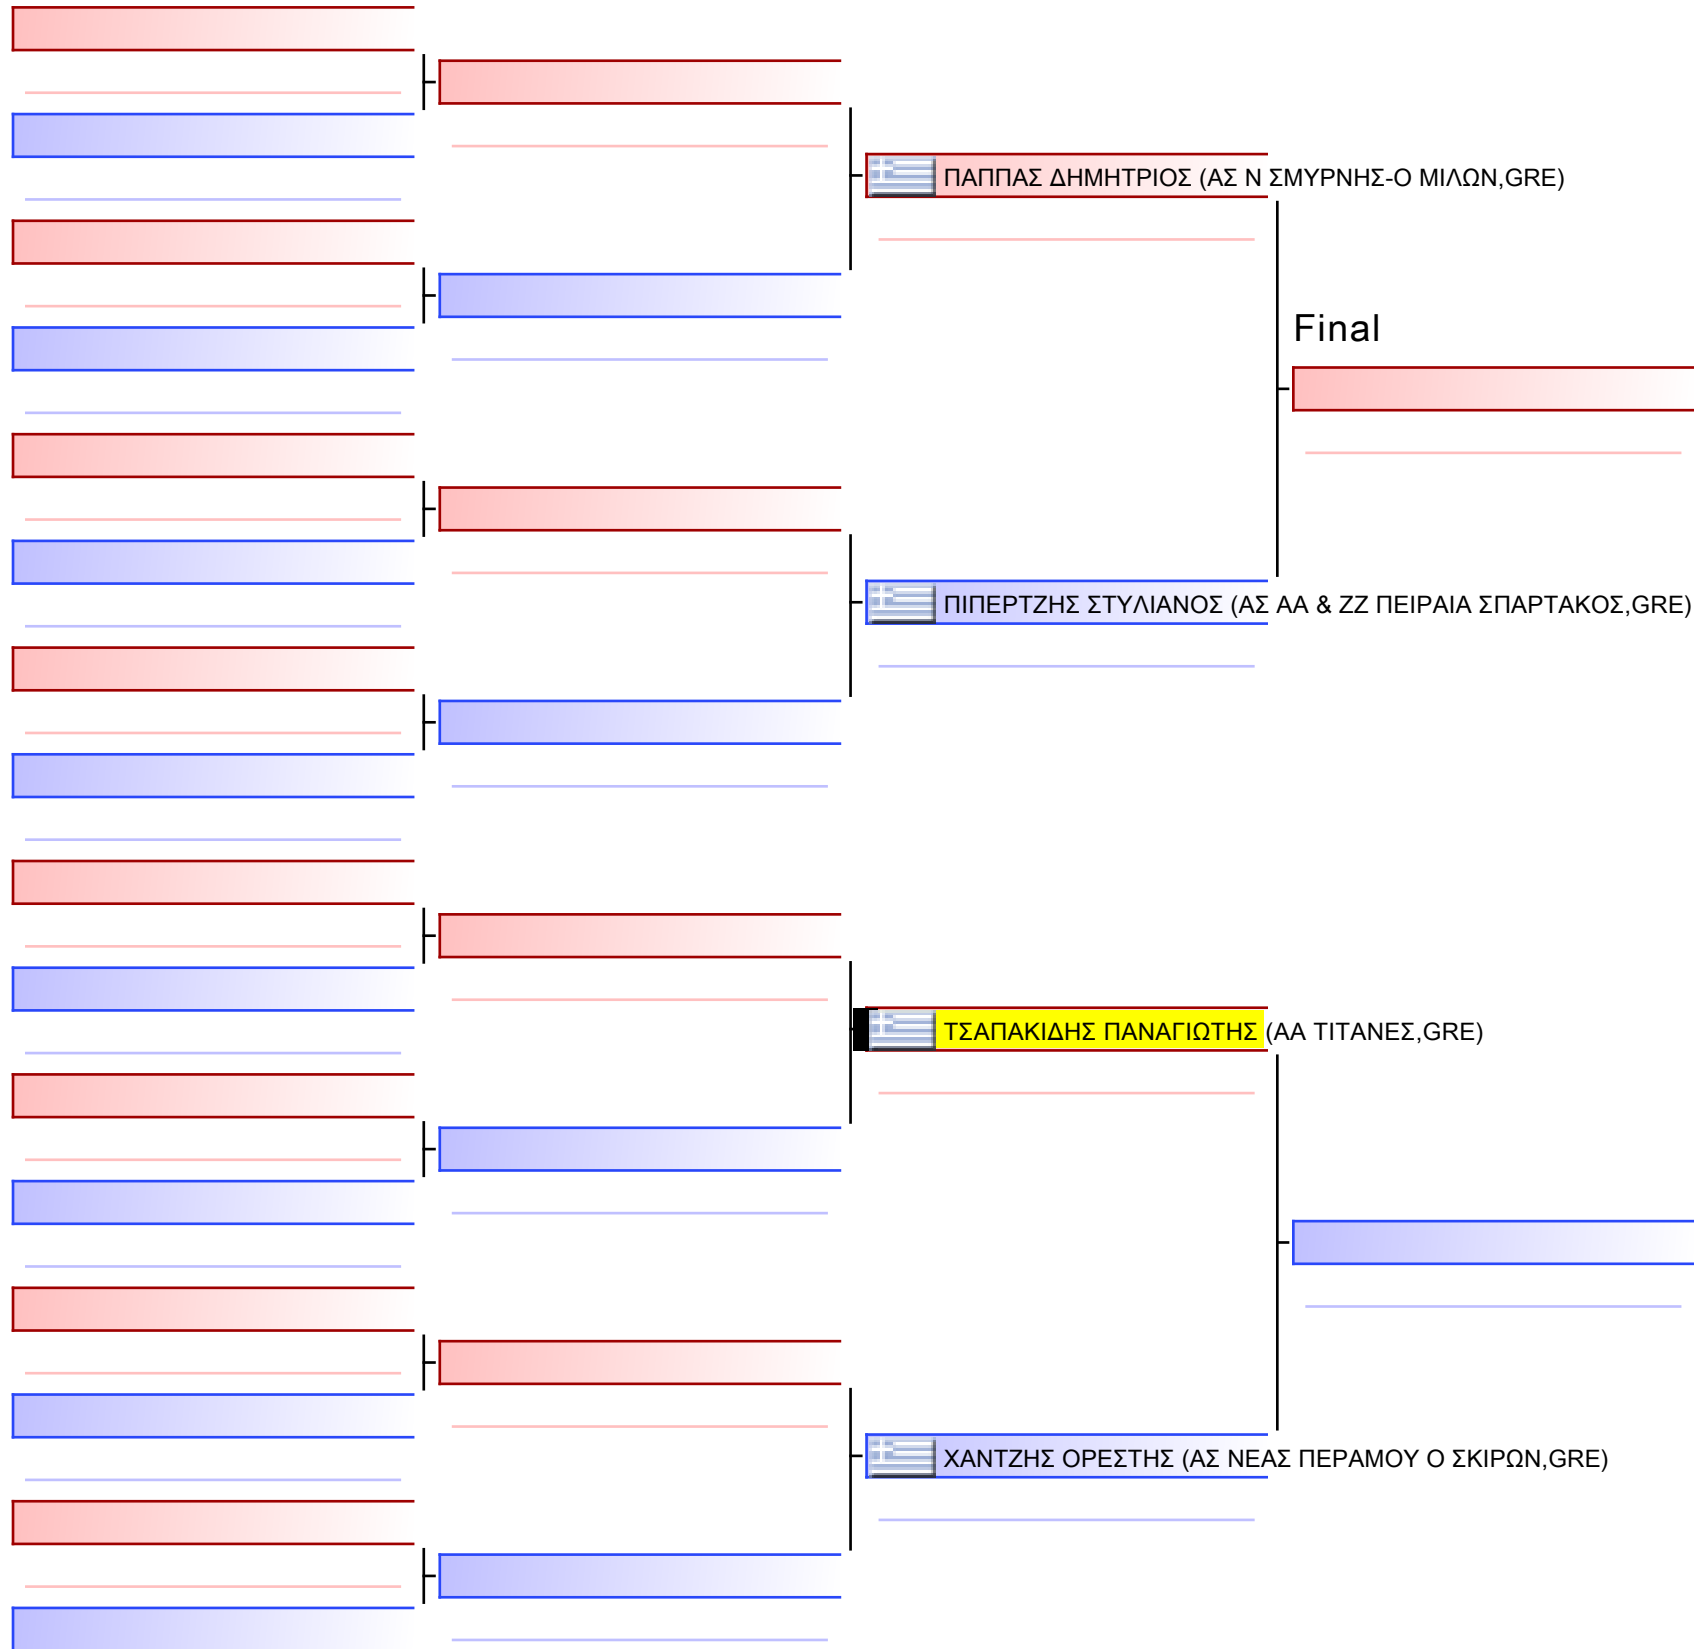 ΠΑΠΠΑΣ ΔΗΜΗΤΡΙΟΣ (ΑΣ Ν ΣΜΥΡΝΗΣ-Ο ΜΙΛΩΝ,GRE)
Final
ΠΙΠΕΡΤΖΗΣ ΣΤΥΛΙΑΝΟΣ (ΑΣ ΑΑ & ΖΖ ΠΕΙΡΑΙΑ ΣΠΑΡΤΑΚΟΣ,GRE)
ΤΣΑΠΑΚΙΔΗΣ ΠΑΝΑΓΙΩΤΗΣ (ΑΑ ΤΙΤΑΝΕΣ,GRE)
ΧΑΝΤΖΗΣ ΟΡΕΣΤΗΣ (ΑΣ ΝΕΑΣ ΠΕΡΑΜΟΥ Ο ΣΚΙΡΩΝ,GRE)